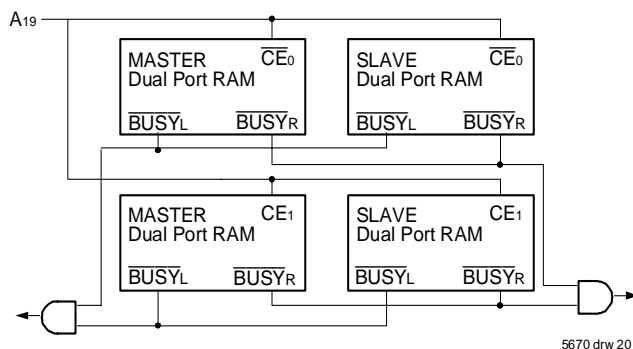 A19
MASTER CE0 SLAVE CE0
Dual Port RAM Dual Port RAM
BUSYL BUSYR BUSYL BUSYR
MASTER CE1 SLAVE CE1
Dual Port RAM Dual Port RAM
BUSYL BUSYR BUSYL BUSYR
5670 drw 20